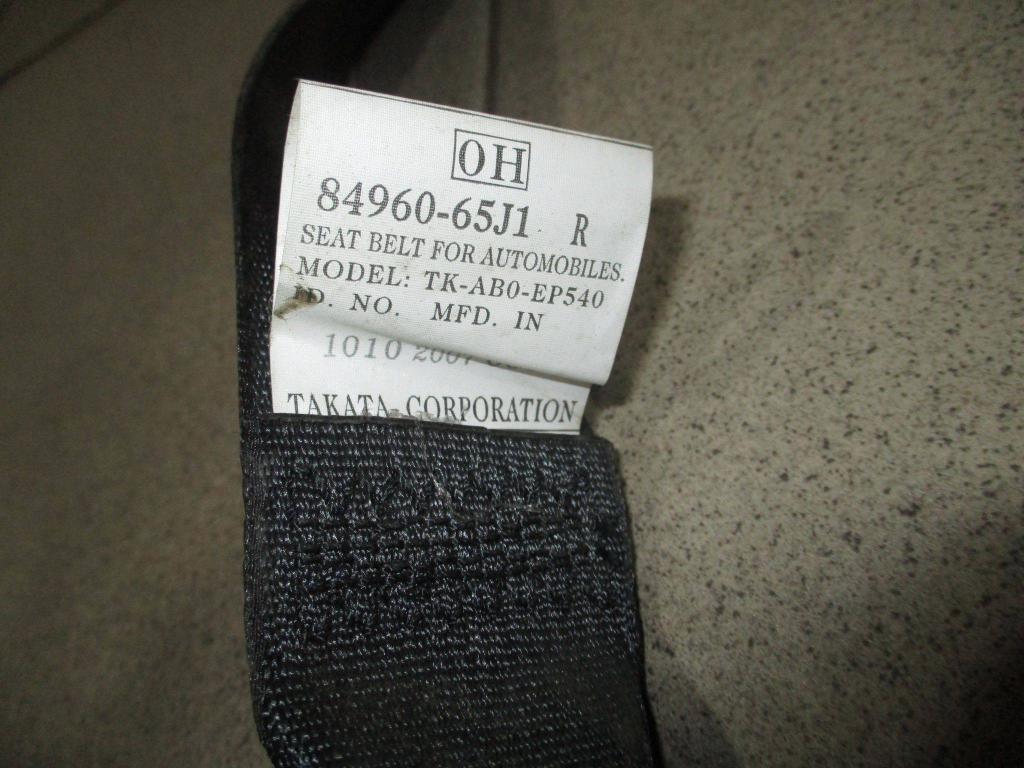 OH
84960-65J1 R
SEAT BELT FOR AUTOMOBILES.
MODEL: TK-AB0-EP540
ID. NO. MFD. IN
1010 2007
TAKATA CORPORATION